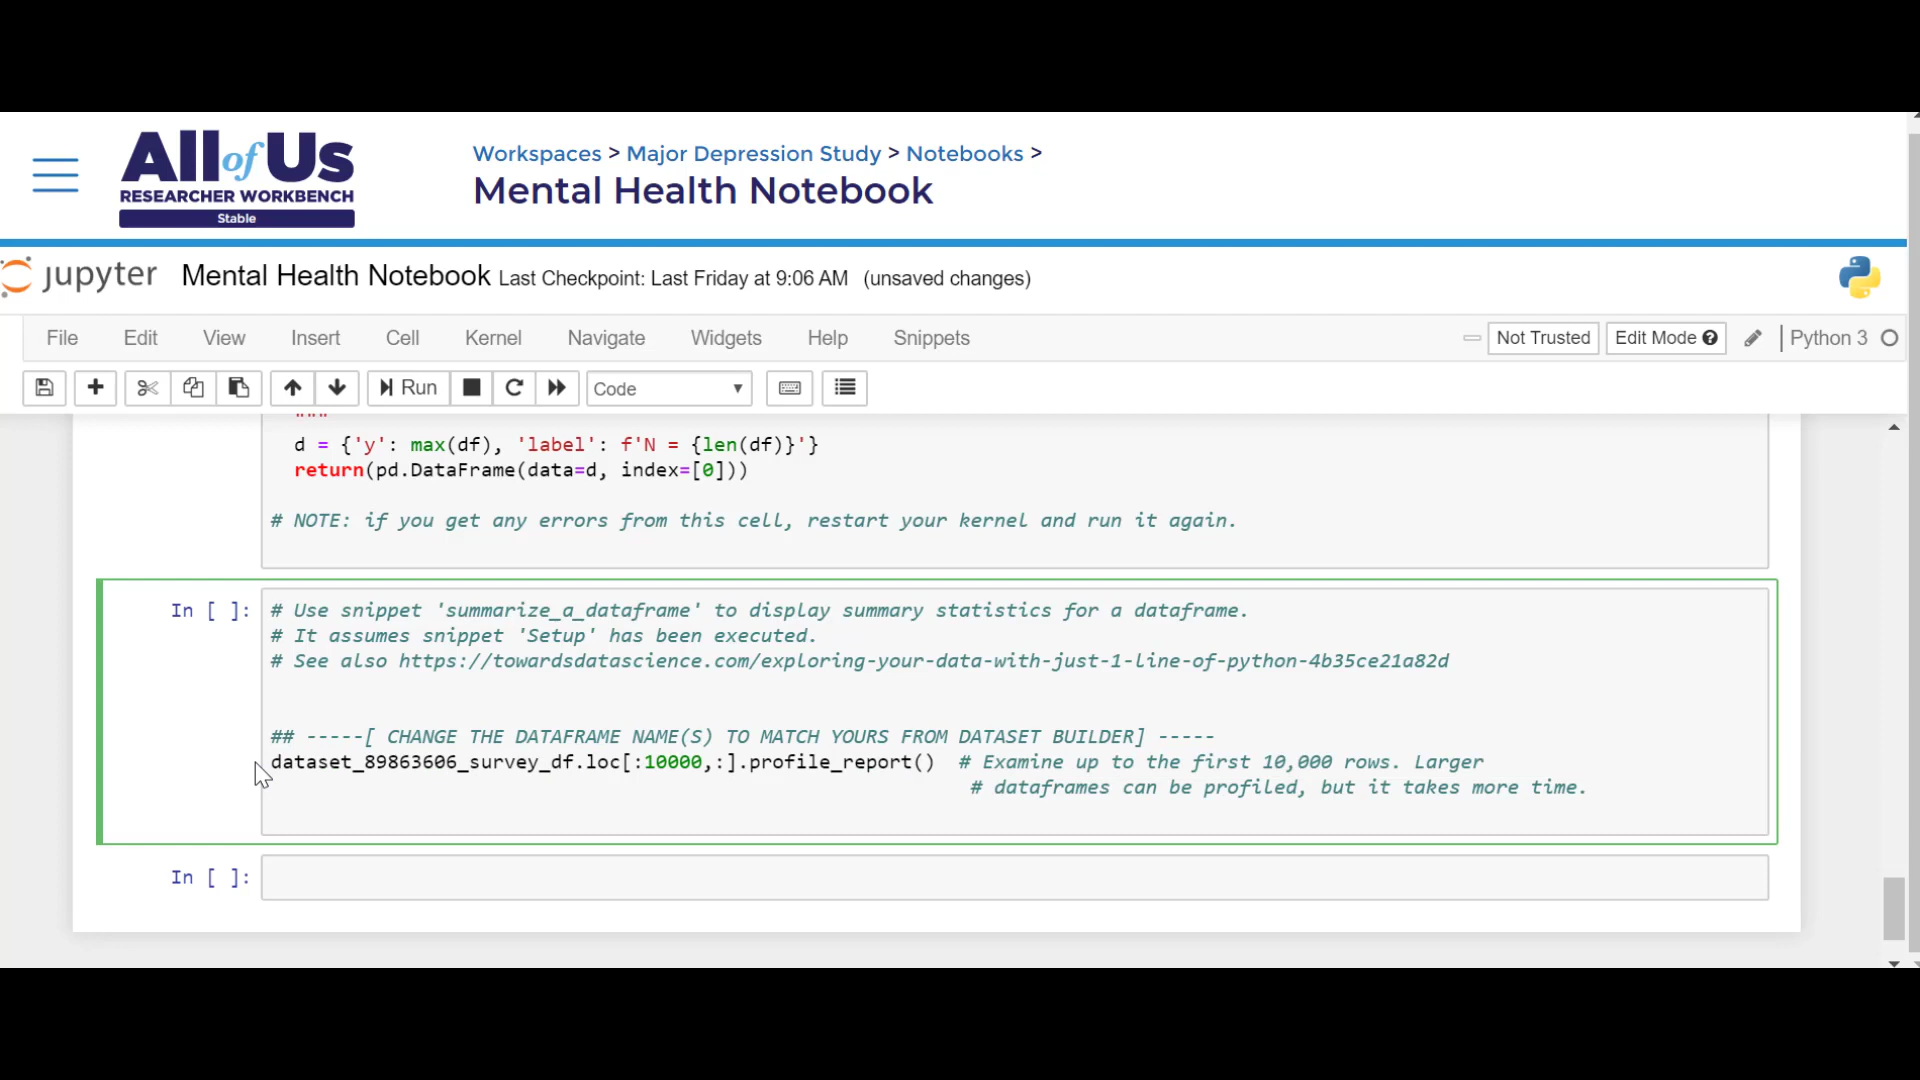 All of Us
RESEARCHER WORKBENCH
Stable
Workspaces > Major Depression Study > Notebooks >
Mental Health Notebook
jupyter Mental Health Notebook Last Checkpoint: Last Friday at 9:06 AM (unsaved changes)
File Edit View Insert Cell Kernel Navigate Widgets Help Snippets Not Trusted Edit Mode Python 3
Run Code
d = {'y': max(df), 'label': f'N = {len(df)}'}
return(pd.DataFrame(data=d, index=[0]))
# NOTE: if you get any errors from this cell, restart your kernel and run it again.
In [ ]: # Use snippet 'summarize_a_dataframe' to display summary statistics for a dataframe.
# It assumes snippet 'Setup' has been executed.
# See also https://towardsdatascience.com/exploring-your-data-with-just-1-line-of-python-4b35ce21a82d
## -----[ CHANGE THE DATAFRAME NAME(S) TO MATCH YOURS FROM DATASET BUILDER] -----
dataset_89863606_survey_df.loc[:10000,:].profile_report()  # Examine up to the first 10,000 rows. Larger
# dataframes can be profiled, but it takes more time.
In [ ]: